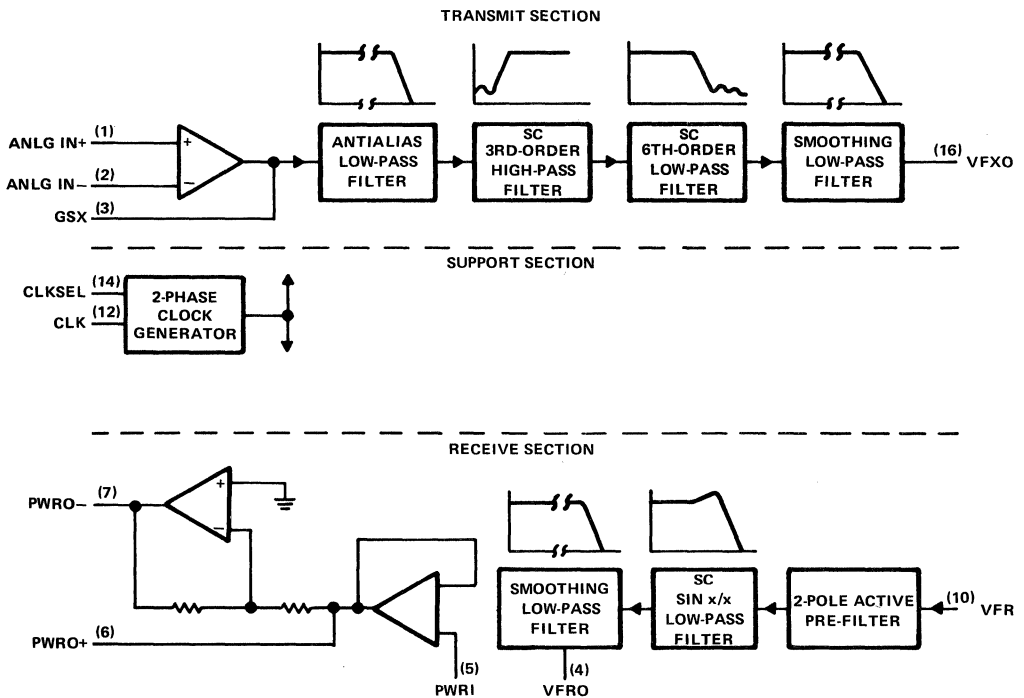 TRANSMIT SECTION
ANLG IN+ (1)
ANLG IN− (2)
GSX (3)
+
−
ANTIALIAS
LOW-PASS
FILTER
SC
3RD-ORDER
HIGH-PASS
FILTER
SC
6TH-ORDER
LOW-PASS
FILTER
SMOOTHING
LOW-PASS
FILTER
(16) VFXO
SUPPORT SECTION
CLKSEL (14)
CLK (12)
2-PHASE
CLOCK
GENERATOR
RECEIVE SECTION
PWRO− (7)
+
−
PWRO+ (6)
(5)
PWRI
SMOOTHING
LOW-PASS
FILTER
(4)
VFRO
SC
SIN x/x
LOW-PASS
FILTER
2-POLE ACTIVE
PRE-FILTER
(10) VFR